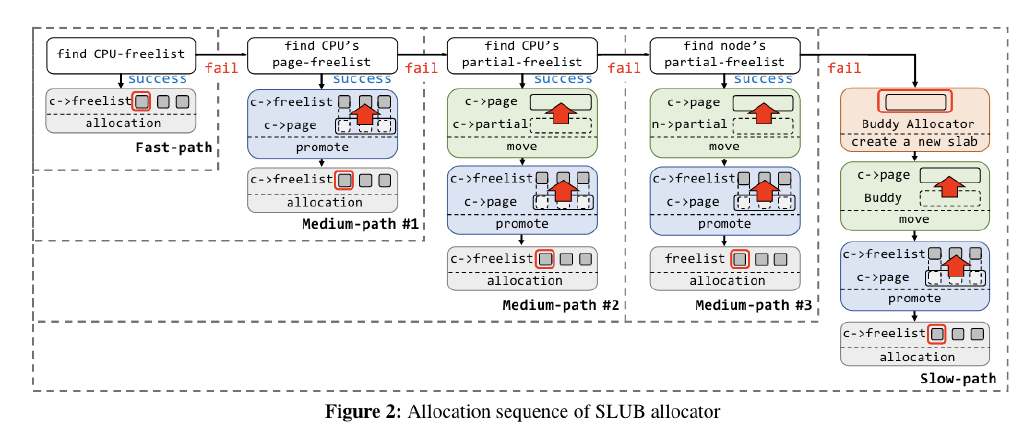 find CPU-freelist
fail
success
c->freelist
allocation
Fast-path
find CPU's
page-freelist
fail
success
c->freelist
c->page
promote
c->freelist
allocation
Medium-path #1
find CPU's
partial-freelist
fail
success
c->page
c->partial
move
c->freelist
c->page
promote
c->freelist
allocation
Medium-path #2
find node's
partial-freelist
fail
success
c->page
n->partial
move
c->freelist
c->page
promote
freelist
allocation
Medium-path #3
Buddy Allocator
create a new slab
c->page
Buddy
move
c->freelist
c->page
promote
c->freelist
allocation
Slow-path
Figure 2: Allocation sequence of SLUB allocator